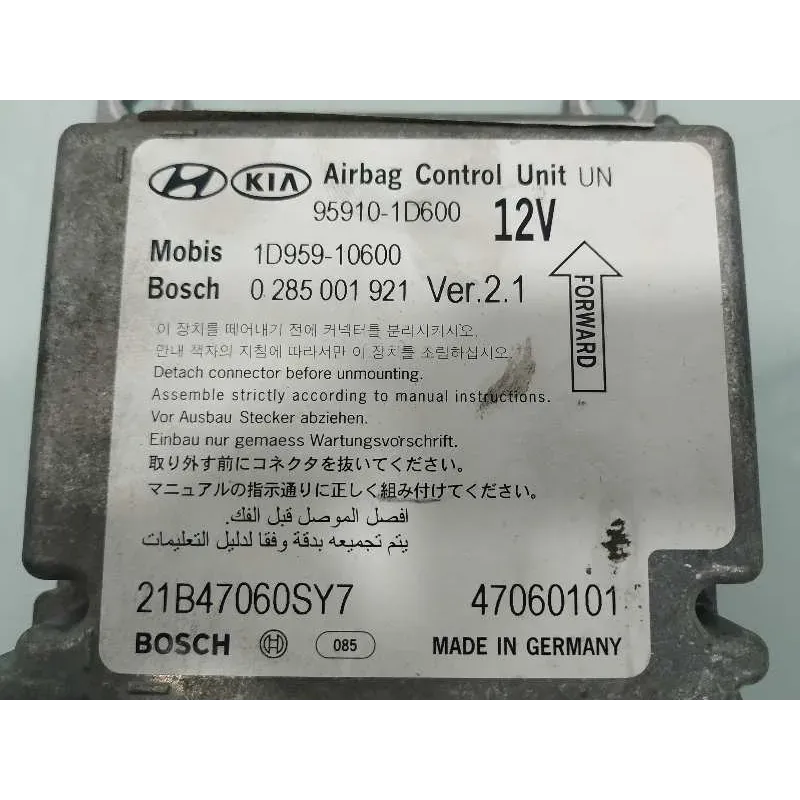 KIA Airbag Control Unit UN
95910-1D600 12V
Mobis 1D959-10600
Bosch 0 285 001 921 Ver.2.1
FORWARD
이 장치를 떼어내기 전에 커넥터를 분리시키시오.
안내 책자의 지침에 따라서만 이 장치를 조립하십시오.
Detach connector before unmounting.
Assemble strictly according to manual instructions.
Vor Ausbau Stecker abziehen.
Einbau nur gemaess Wartungsvorschrift.
取り外す前にコネクタを抜いてください。
マニュアルの指示通りに正しく組み付けてください。
افصل الموصل قبل الفك.
يتم تجميعه بدقة وفقا لدليل التعليمات
21B47060SY7 47060101
BOSCH 085 MADE IN GERMANY